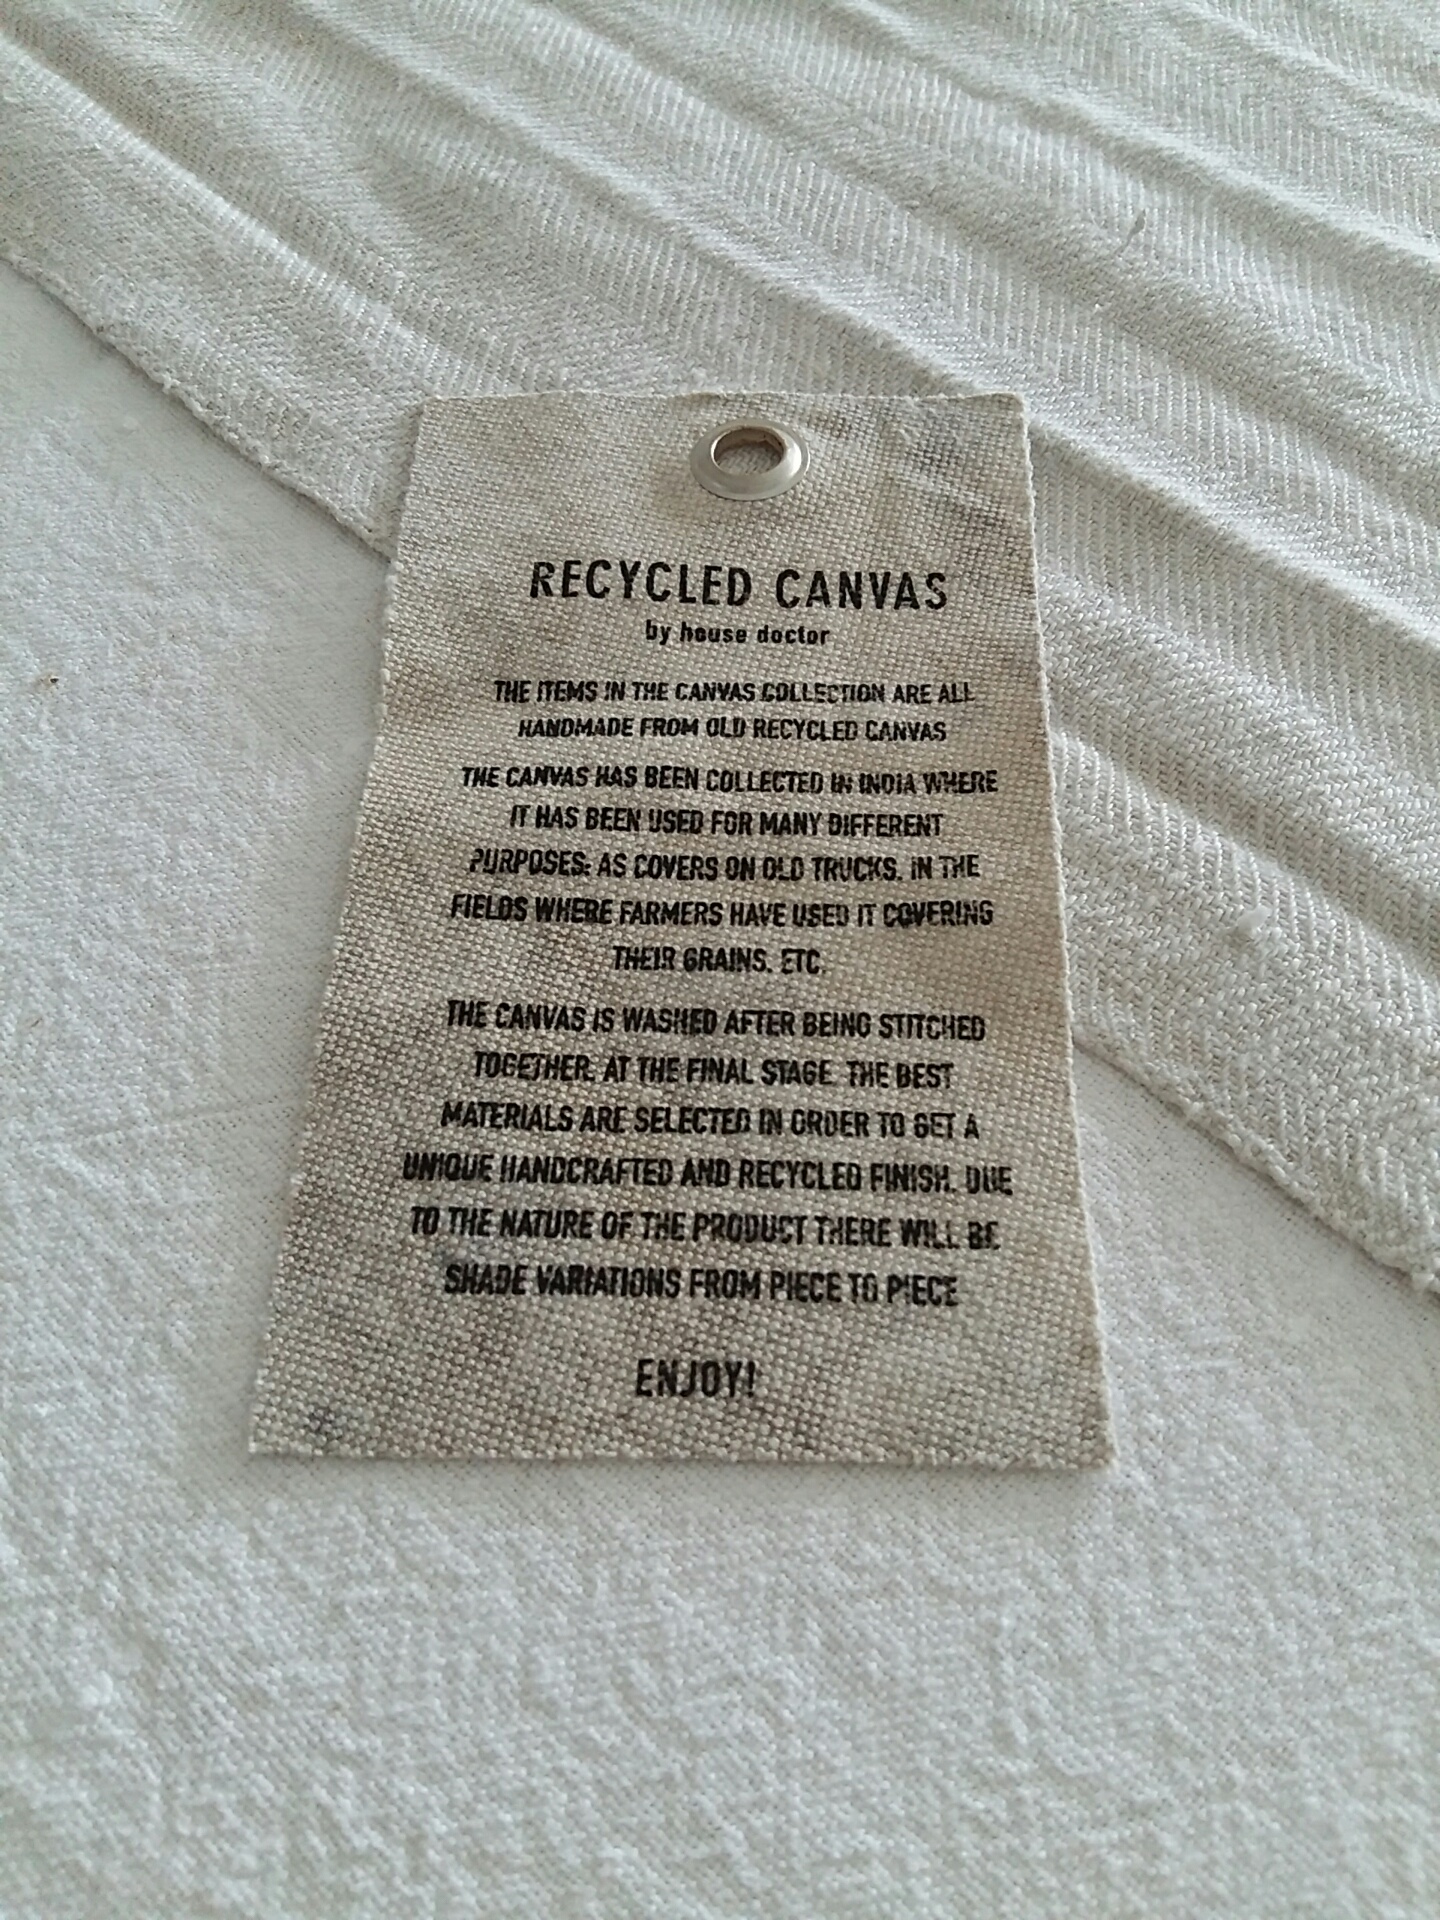 RECYCLED CANVAS
by house doctor
THE ITEMS IN THE CANVAS COLLECTION ARE ALL
HANDMADE FROM OLD RECYCLED CANVAS
THE CANVAS HAS BEEN COLLECTED IN INDIA WHERE
IT HAS BEEN USED FOR MANY DIFFERENT
PURPOSES: AS COVERS ON OLD TRUCKS. IN THE
FIELDS WHERE FARMERS HAVE USED IT COVERING
THEIR GRAINS. ETC.
THE CANVAS IS WASHED AFTER BEING STITCHED
TOGETHER. AT THE FINAL STAGE THE BEST
MATERIALS ARE SELECTED IN ORDER TO GET A
UNIQUE HANDCRAFTED AND RECYCLED FINISH. DUE
TO THE NATURE OF THE PRODUCT THERE WILL BE
SHADE VARIATIONS FROM PIECE TO PIECE
ENJOY!